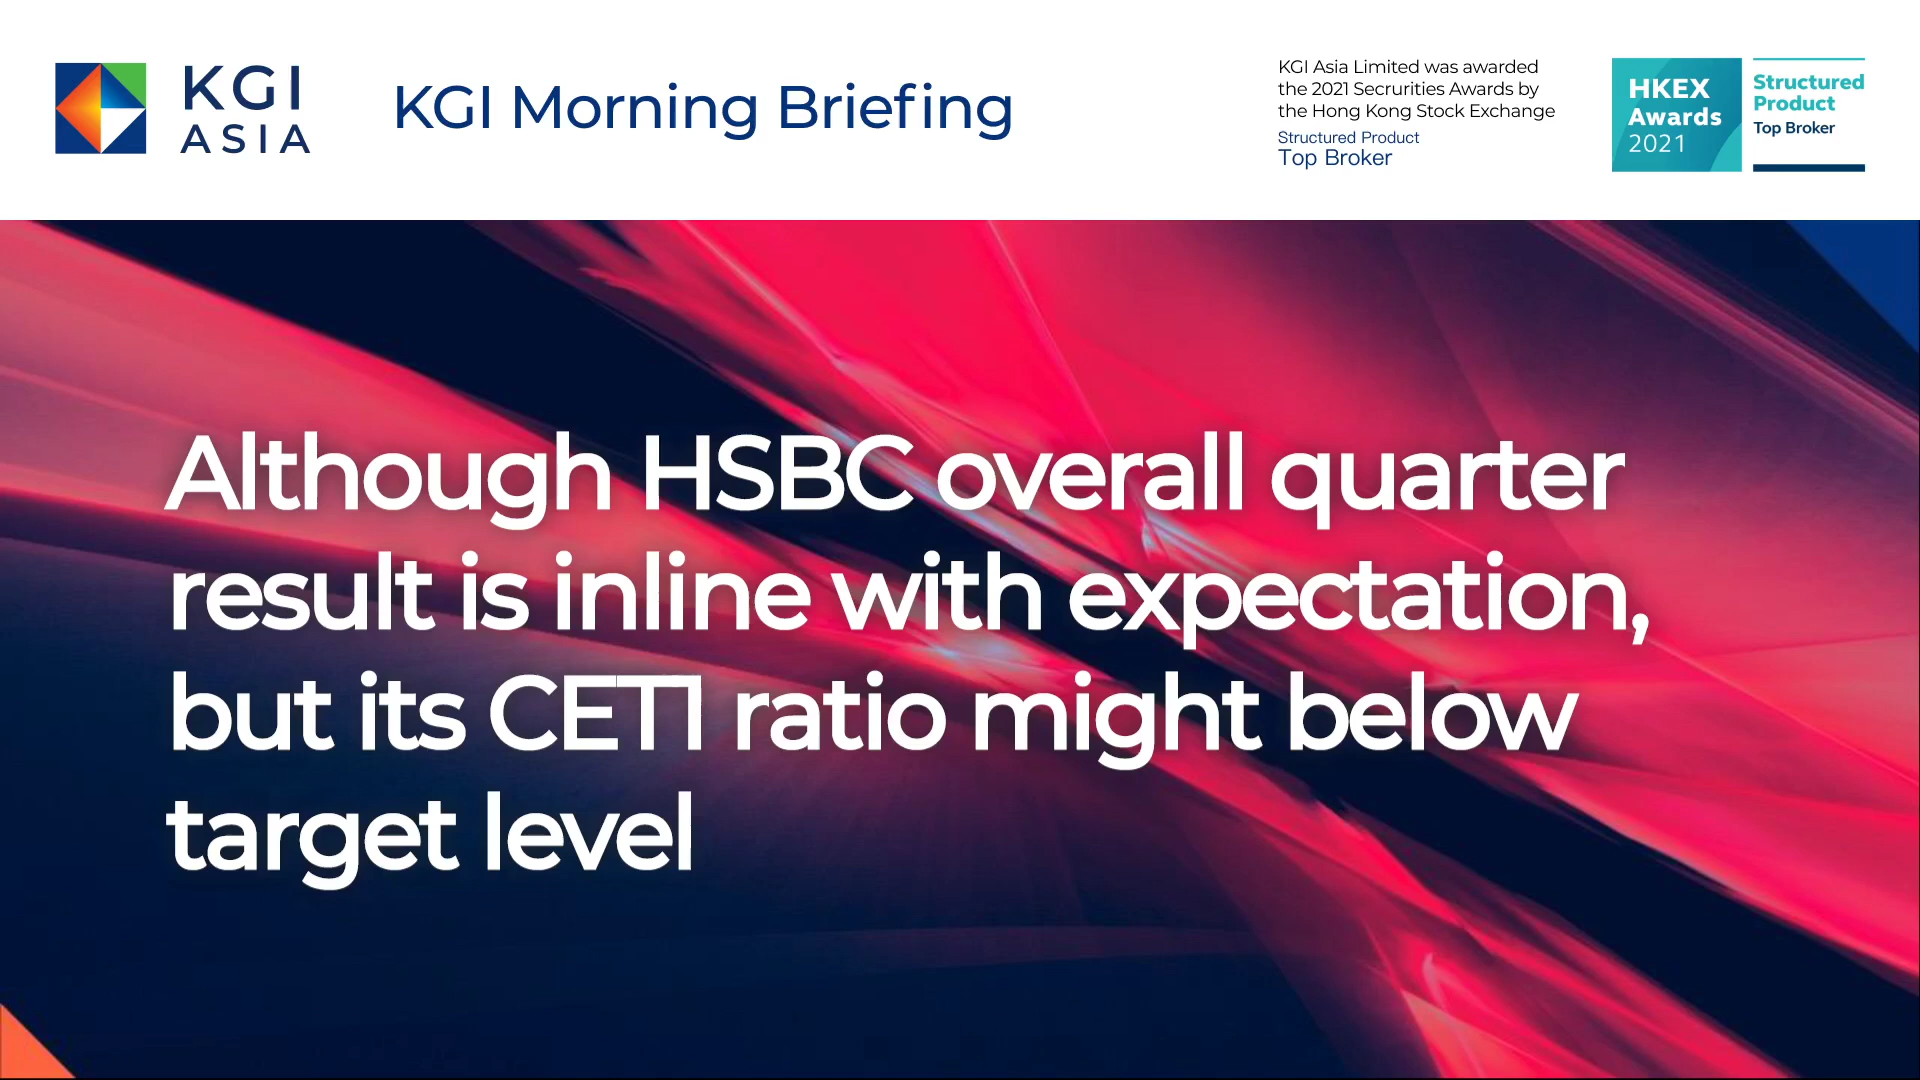 KGI
ASIA
KGI Morning Briefing
KGI Asia Limited was awarded
the 2021 Secrurities Awards by
the Hong Kong Stock Exchange
Structured Product
Top Broker
HKEX
Awards
2021
Structured
Product
Top Broker
Although HSBC overall quarter
result is inline with expectation,
but its CET1 ratio might below
target level